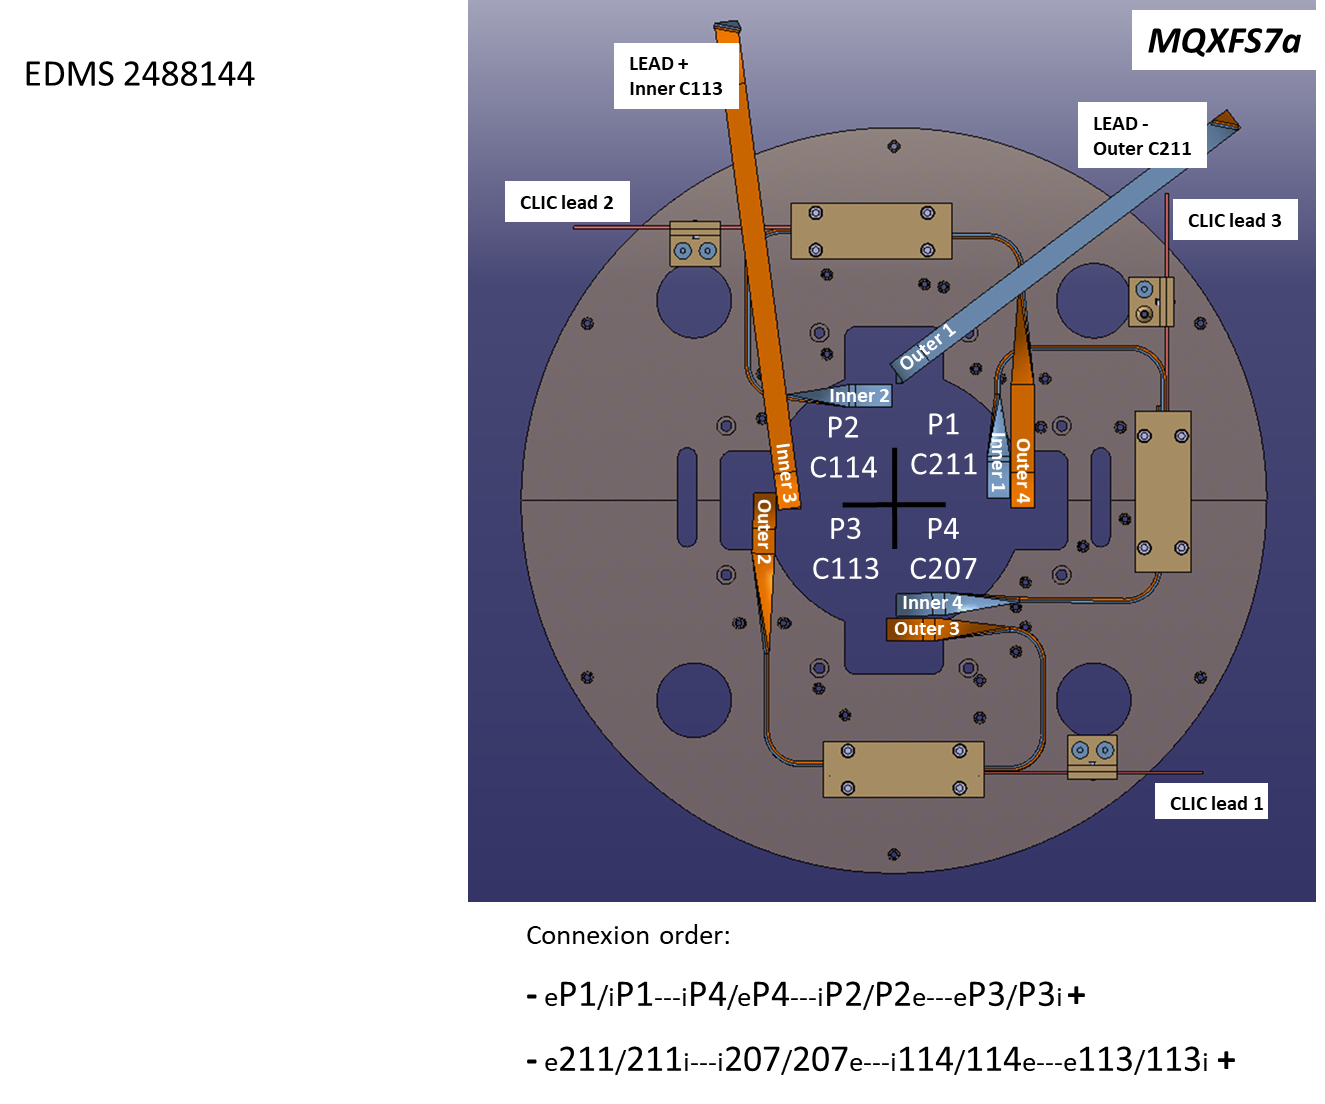 MQXFS7a
EDMS 2488144
LEAD +
Inner C113
LEAD -
Outer C211
CLIC lead 2
CLIC lead 3
Outer 1
Inner 2
P2
P1
C114
C211
Inner 3
Inner 1
Outer 4
Outer 2
P3
P4
C113
C207
Inner 4
Outer 3
CLIC lead 1
Connexion order:
- eP1/iP1---iP4/eP4---iP2/P2e---eP3/P3i +
- e211/211i---i207/207e---i114/114e---e113/113i +